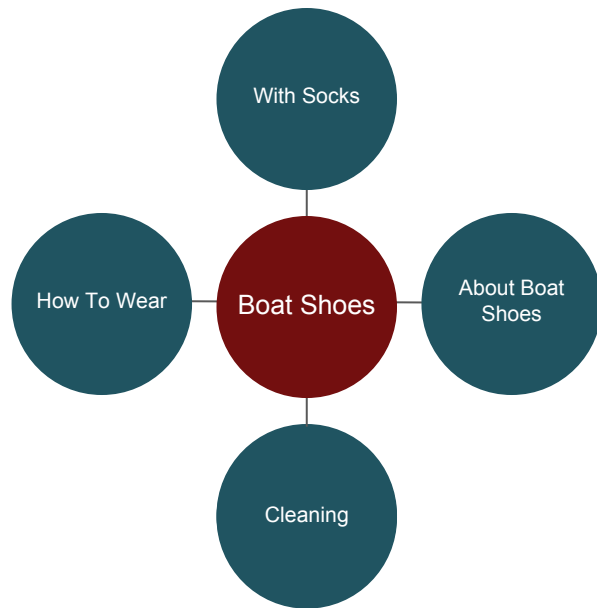 With Socks
How To Wear
Boat Shoes
About Boat
Shoes
Cleaning